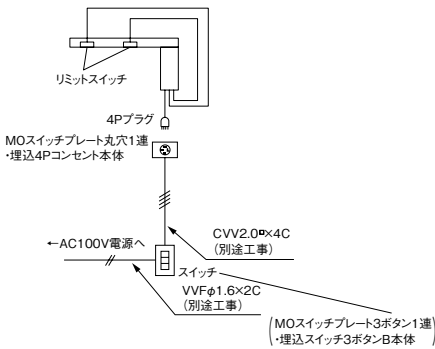 リミットスイッチ
4Pプラグ
MOスイッチプレート丸穴1連
・埋込4Pコンセント本体
CVV2.0□×4C
（別途工事）
←AC100V電源へ
スイッチ
VVFφ1.6×2C
（別途工事）
（MOスイッチプレート3ボタン1連
・埋込スイッチ3ボタンB本体）